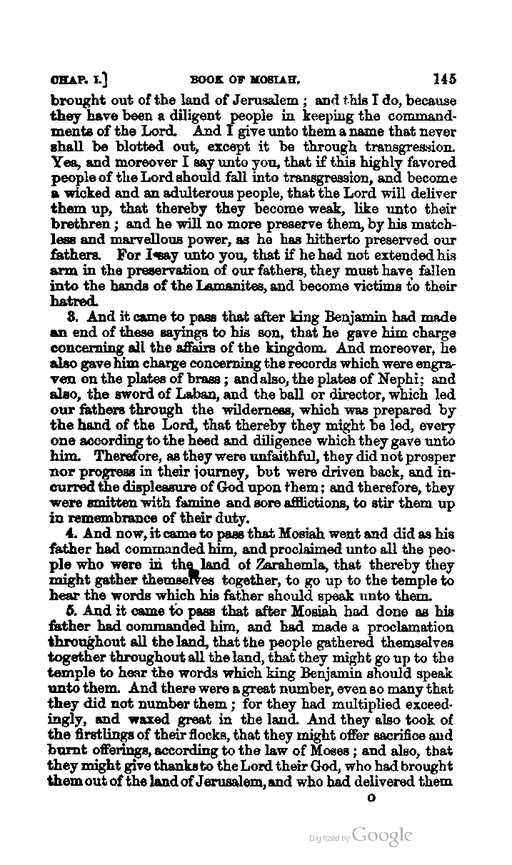 CHAP. I.] BOOK OF MOSIAH. 145
brought out of the land of Jerusalem ; and this I do, because
they have been a diligent people in keeping the command-
ments of the Lord. And I give unto them a name that never
shall be blotted out, except it be through transgression.
Yea, and moreover I say unto you, that if this highly favored
people of the Lord should fall into transgression, and become
a wicked and an adulterous people, that the Lord will deliver
them up, that thereby they become weak, like unto their
brethren ; and he will no more preserve them, by his match-
less and marvellous power, as he has hitherto preserved our
fathers. For I say unto you, that if he had not extended his
arm in the preservation of our fathers, they must have fallen
into the hands of the Lamanites, and become victims to their
hatred.
3. And it came to pass that after king Benjamin had made
an end of these sayings to his son, that he gave him charge
concerning all the affairs of the kingdom. And moreover, he
also gave him charge concerning the records which were engra-
ven on the plates of brass ; and also, the plates of Nephi; and
also, the sword of Laban, and the ball or director, which led
our fathers through the wilderness, which was prepared by
the hand of the Lord, that thereby they might be led, every
one according to the heed and diligence which they gave unto
him. Therefore, as they were unfaithful, they did not prosper
nor progress in their journey, but were driven back, and in-
curred the displeasure of God upon them; and therefore, they
were smitten with famine and sore afflictions, to stir them up
in remembrance of their duty.
4. And now, it came to pass that Mosiah went and did as his
father had commanded him, and proclaimed unto all the peo-
ple who were in the land of Zarahemla, that thereby they
might gather themselves together, to go up to the temple to
hear the words which his father should speak unto them.
5. And it came to pass that after Mosiah had done as his
father had commanded him, and had made a proclamation
throughout all the land, that the people gathered themselves
together throughout all the land, that they might go up to the
temple to hear the words which king Benjamin should speak
unto them. And there were a great number, even so many that
they did not number them ; for they had multiplied exceed-
ingly, and waxed great in the land. And they also took of
the firstlings of their flocks, that they might offer sacrifice and
burnt offerings, according to the law of Moses ; and also, that
they might give thanks to the Lord their God, who had brought
them out of the land of Jerusalem, and who had delivered them
O
Digitized by Google